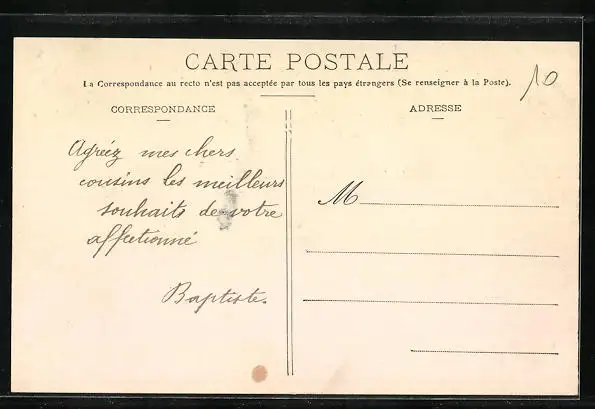 CARTE POSTALE
La Correspondance au recto n'est pas acceptée par tous les pays étrangers (Se renseigner à la Poste).
10
CORRESPONDANCE
Agréez mes chers
cousins les meilleurs
souhaits de votre
affectionné
Baptiste.
ADRESSE
M